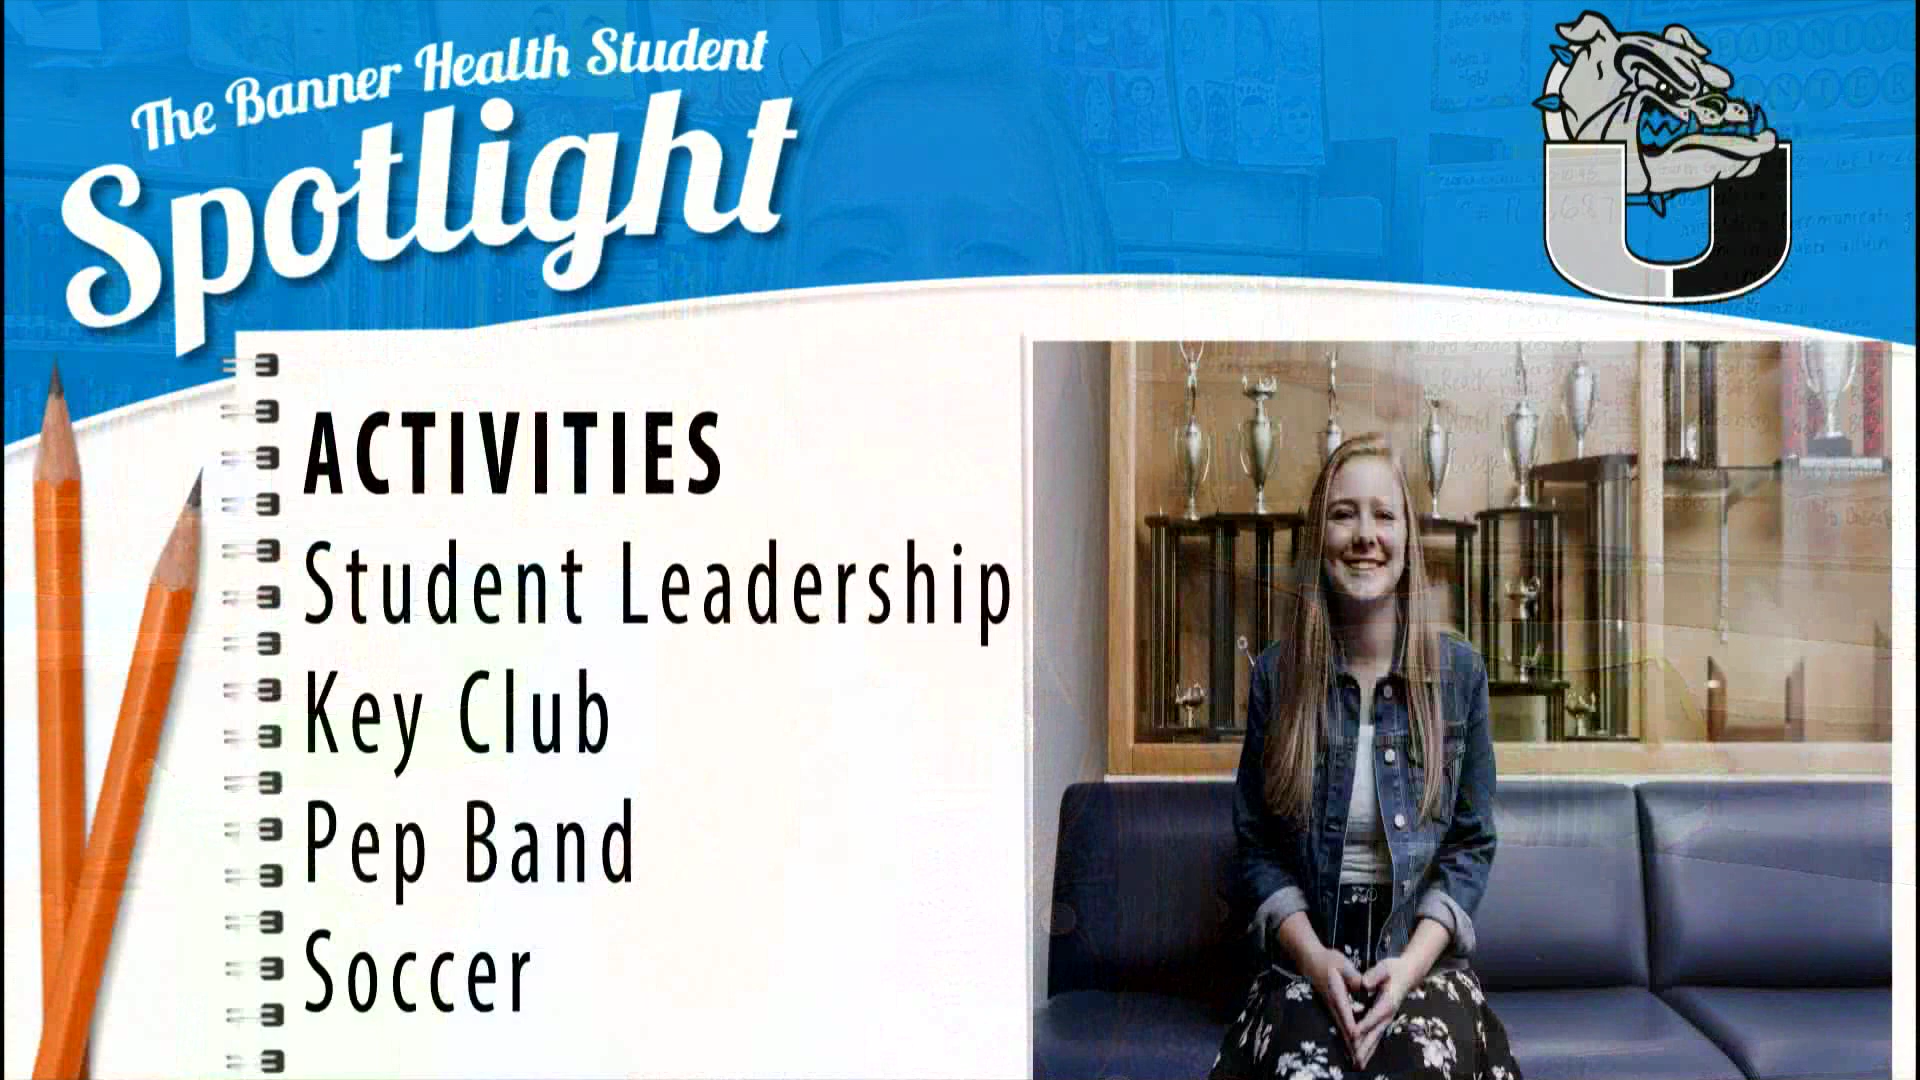 The Banner Health Student
Spotlight
U
ACTIVITIES
Student Leadership
Key Club
Pep Band
Soccer